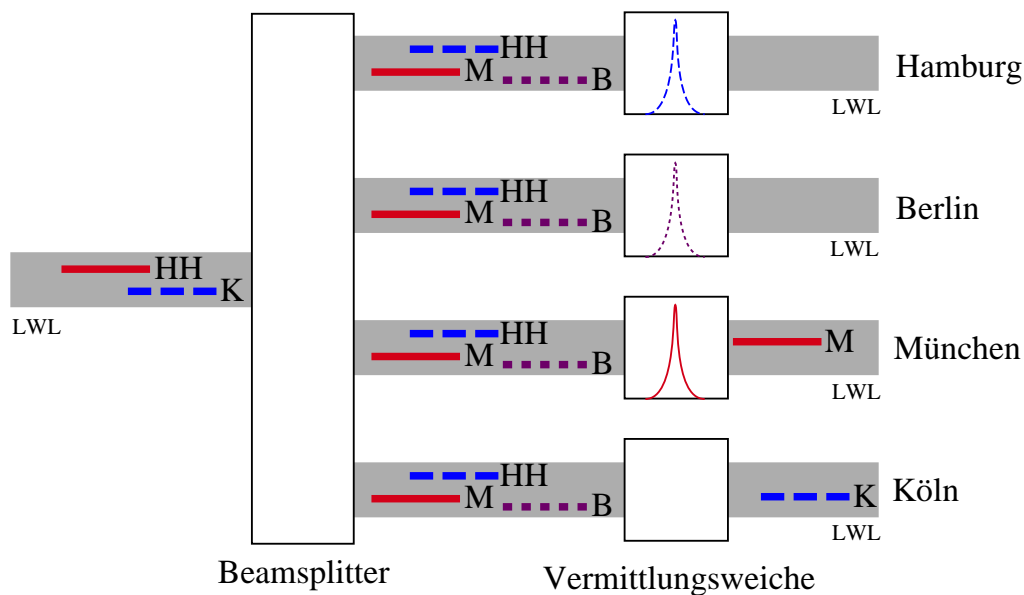 HH
M
B
LWL
Hamburg
HH
M
B
LWL
Berlin
HH
K
LWL
HH
M
B
M
LWL
München
HH
M
B
K
LWL
Köln
Beamsplitter
Vermittlungsweiche